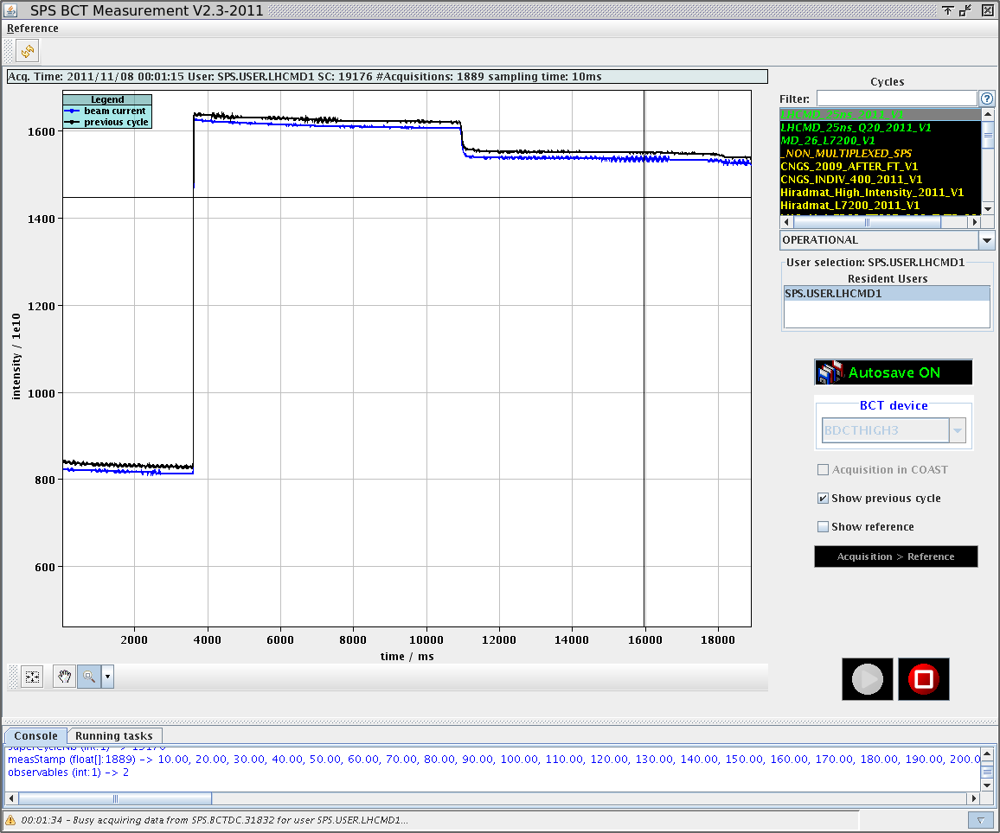 SPS BCT Measurement V2.3-2011
Reference
Acq. Time: 2011/11/08 00:01:15 User: SPS.USER.LHCMD1 SC: 19176 #Acquisitions: 1889 sampling time: 10ms
Legend
beam current
previous cycle
1600
1400
1200
1000
800
600
intensity / 1e10
2000 4000 6000 8000 10000 12000 14000 16000 18000
time / ms
Cycles
Filter:
LHCMD_25ns_2011_V1
LHCMD_25ns_Q20_2011_V1
MD_26_L7200_V1
_NON_MULTIPLEXED_SPS
CNGS_2009_AFTER_FT_V1
CNGS_INDIV_400_2011_V1
Hiradmat_High_Intensity_2011_V1
Hiradmat_L7200_2011_V1
OPERATIONAL
User selection: SPS.USER.LHCMD1
Resident Users
SPS.USER.LHCMD1
Autosave ON
BCT device
BDCTHIGH3
Acquisition in COAST
Show previous cycle
Show reference
Acquisition > Reference
Console Running tasks
superCycleNb (int:1) -> 19176
measStamp (float[]:1889) -> 10.00, 20.00, 30.00, 40.00, 50.00, 60.00, 70.00, 80.00, 90.00, 100.00, 110.00, 120.00, 130.00, 140.00, 150.00, 160.00, 170.00, 180.00, 190.00, 200.0
observables (int:1) -> 2
00:01:34 - Busy acquiring data from SPS.BCTDC.31832 for user SPS.USER.LHCMD1...